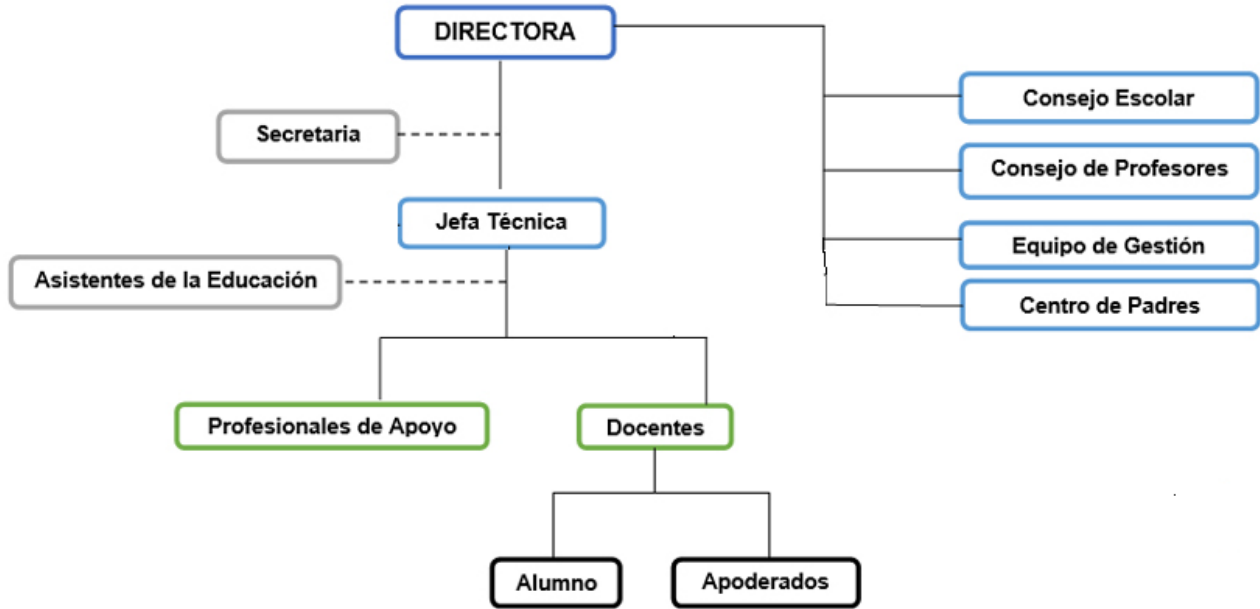 DIRECTORA
Consejo Escolar
Secretaria
Consejo de Profesores
Jefa Técnica
Equipo de Gestión
Asistentes de la Educación
Centro de Padres
Profesionales de Apoyo
Docentes
Alumno
Apoderados